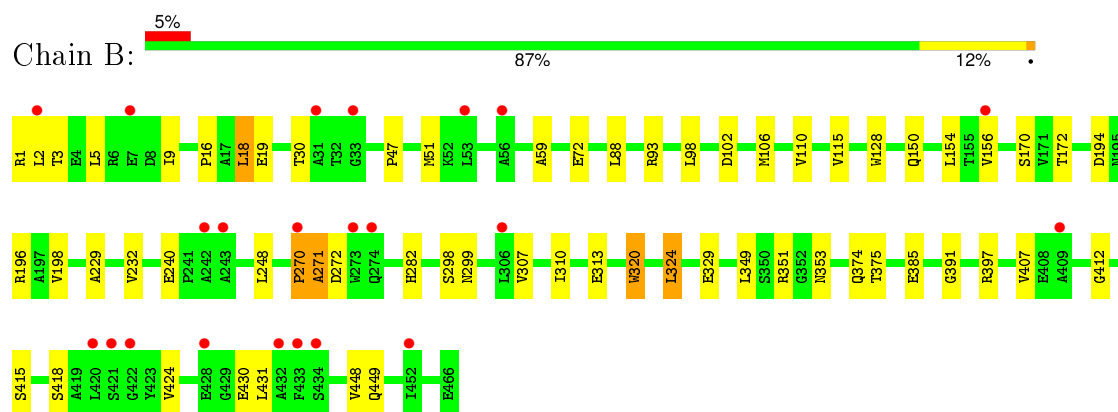 5%
Chain B:
87%
12%
R1 L2 T3 E4 L5 R6 E7 D8 I9 P16 A17 L18 E19 T30 A31 T32 G33 P47 M51 K52 L53 A56 A59 E72 L88 R93 L98 D102 M106 V110 V115 W128 Q150 L154 T155 V156 S170 V171 T172 D194 N195
R196 A197 V198 A229 V232 E240 P241 A242 A243 L248 P270 A271 D272 W273 Q274 H282 S298 N299 L306 V307 I310 E313 W320 L324 E329 L349 S350 R351 G352 N353 Q374 T375 E385 G391 R397 V407 E408 A409 G412
S415 S418 A419 L420 S421 G422 Y423 V424 E428 G429 E430 L431 A432 F433 S434 V448 Q449 I452 E466